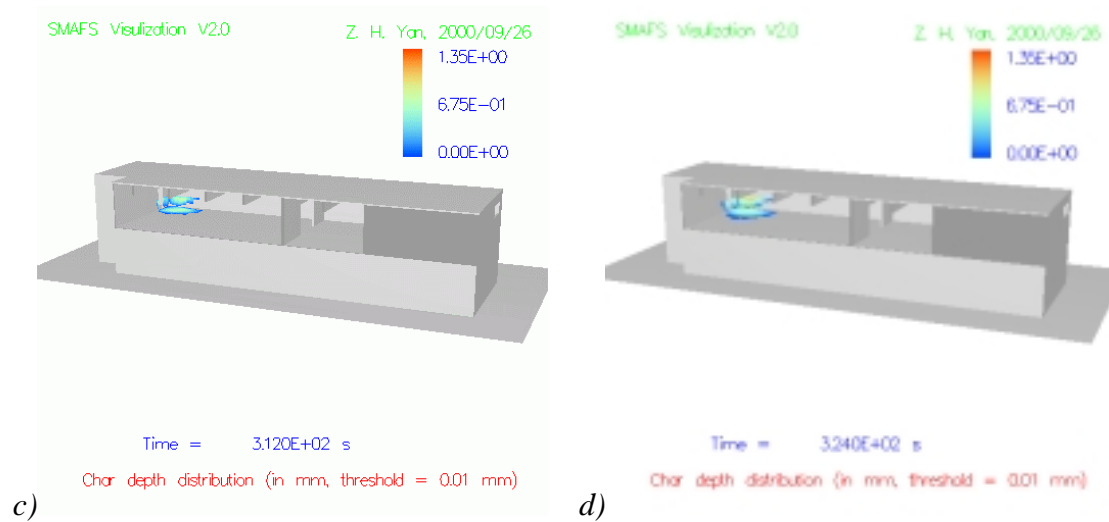 SMAFS Visulization V2.0
Z. H. Yan, 2000/09/26
1.35E+00
6.75E-01
0.00E+00
Time = 3.120E+02 s
Char depth distribution (in mm, threshold = 0.01 mm)
c)
SMAFS Visulization V2.0
Z. H. Yan, 2000/09/26
1.35E+00
6.75E-01
0.00E+00
Time = 3.240E+02 s
Char depth distribution (in mm, threshold = 0.01 mm)
d)